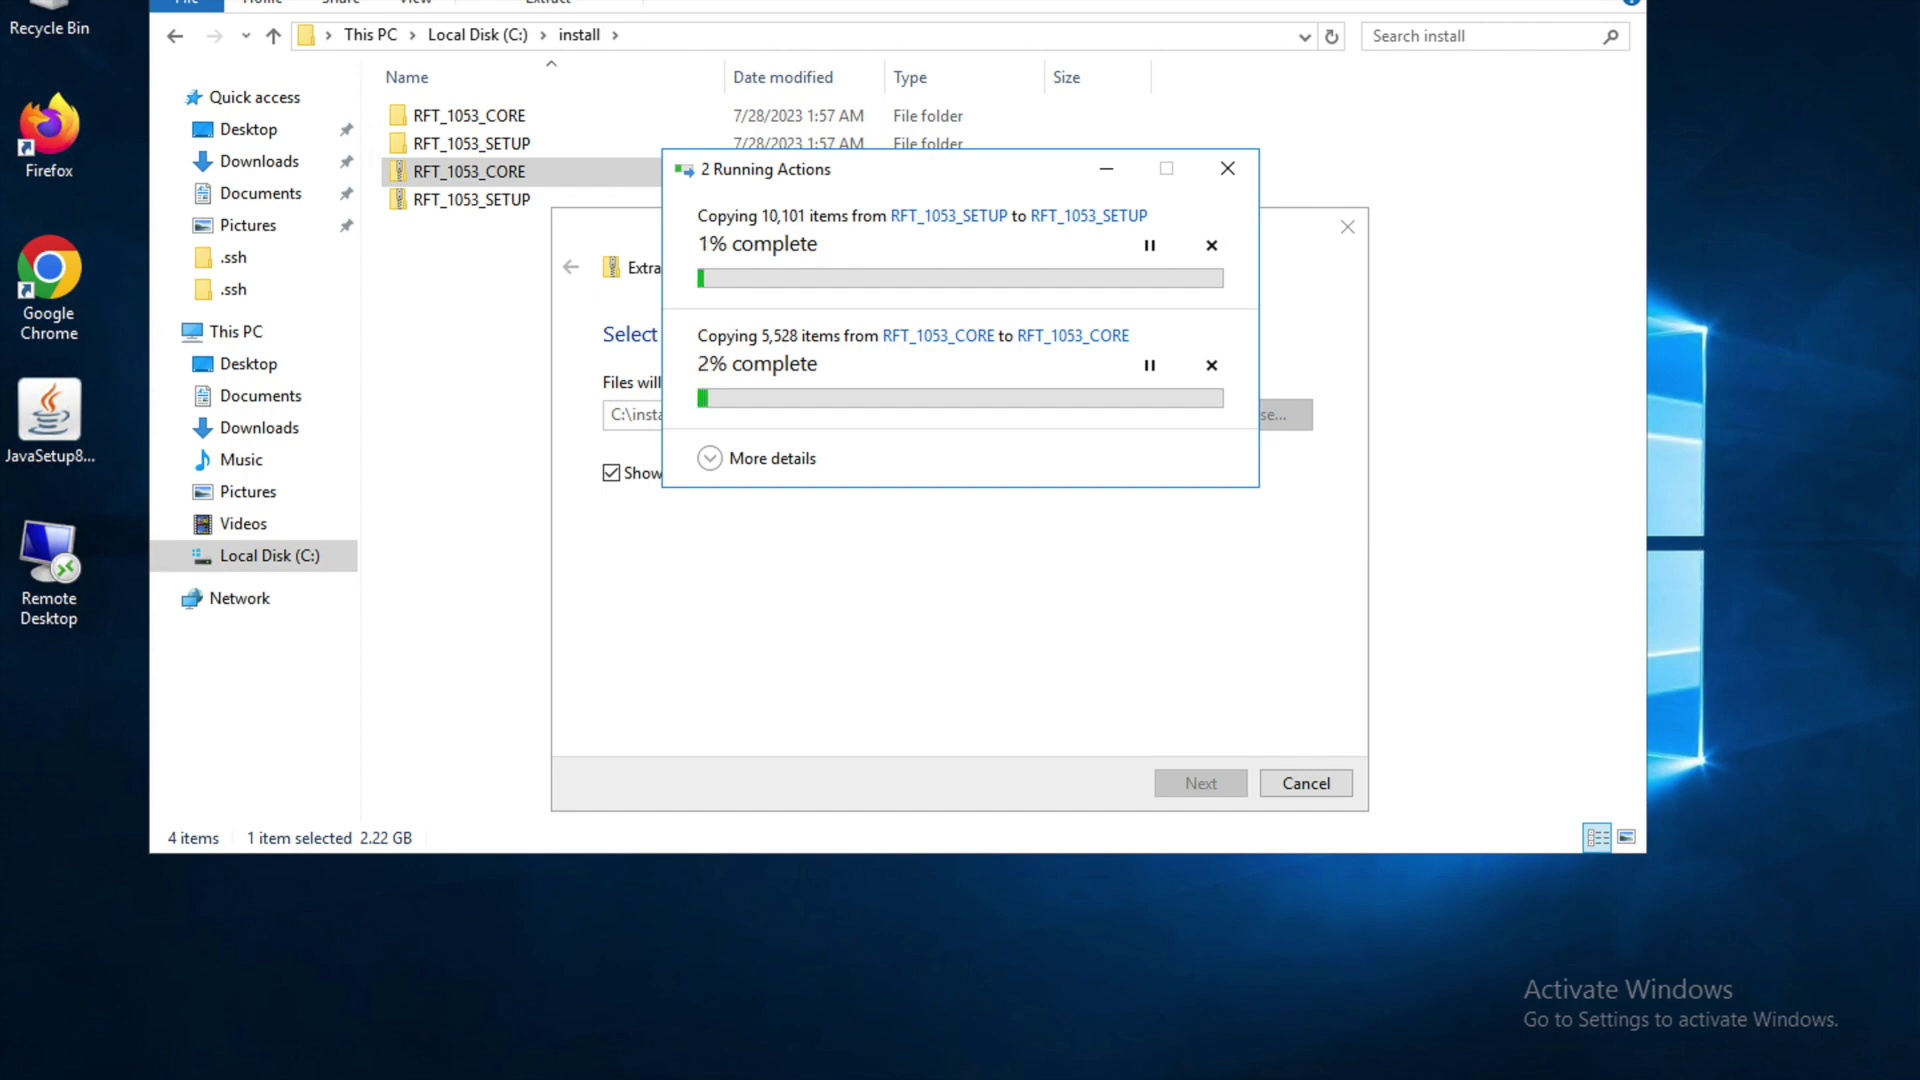 Recycle Bin
Firefox
Google
Chrome
JavaSetup8...
Remote
Desktop
File
Home
Share
View
Extract
This PC
Local Disk (C:)
install
Search install
Quick access
Desktop
Downloads
Documents
Pictures
.ssh
.ssh
This PC
Desktop
Documents
Downloads
Music
Pictures
Videos
Local Disk (C:)
Network
Name
Date modified
Type
Size
RFT_1053_CORE
7/28/2023 1:57 AM
File folder
RFT_1053_SETUP
7/28/2023 1:57 AM
File folder
RFT_1053_CORE
RFT_1053_SETUP
2 Running Actions
Copying 10,101 items from RFT_1053_SETUP to RFT_1053_SETUP
1% complete
Copying 5,528 items from RFT_1053_CORE to RFT_1053_CORE
2% complete
More details
Extra
Select
Files will
C:\insta
se...
Show
Next
Cancel
4 items
1 item selected 2.22 GB
Activate Windows
Go to Settings to activate Windows.